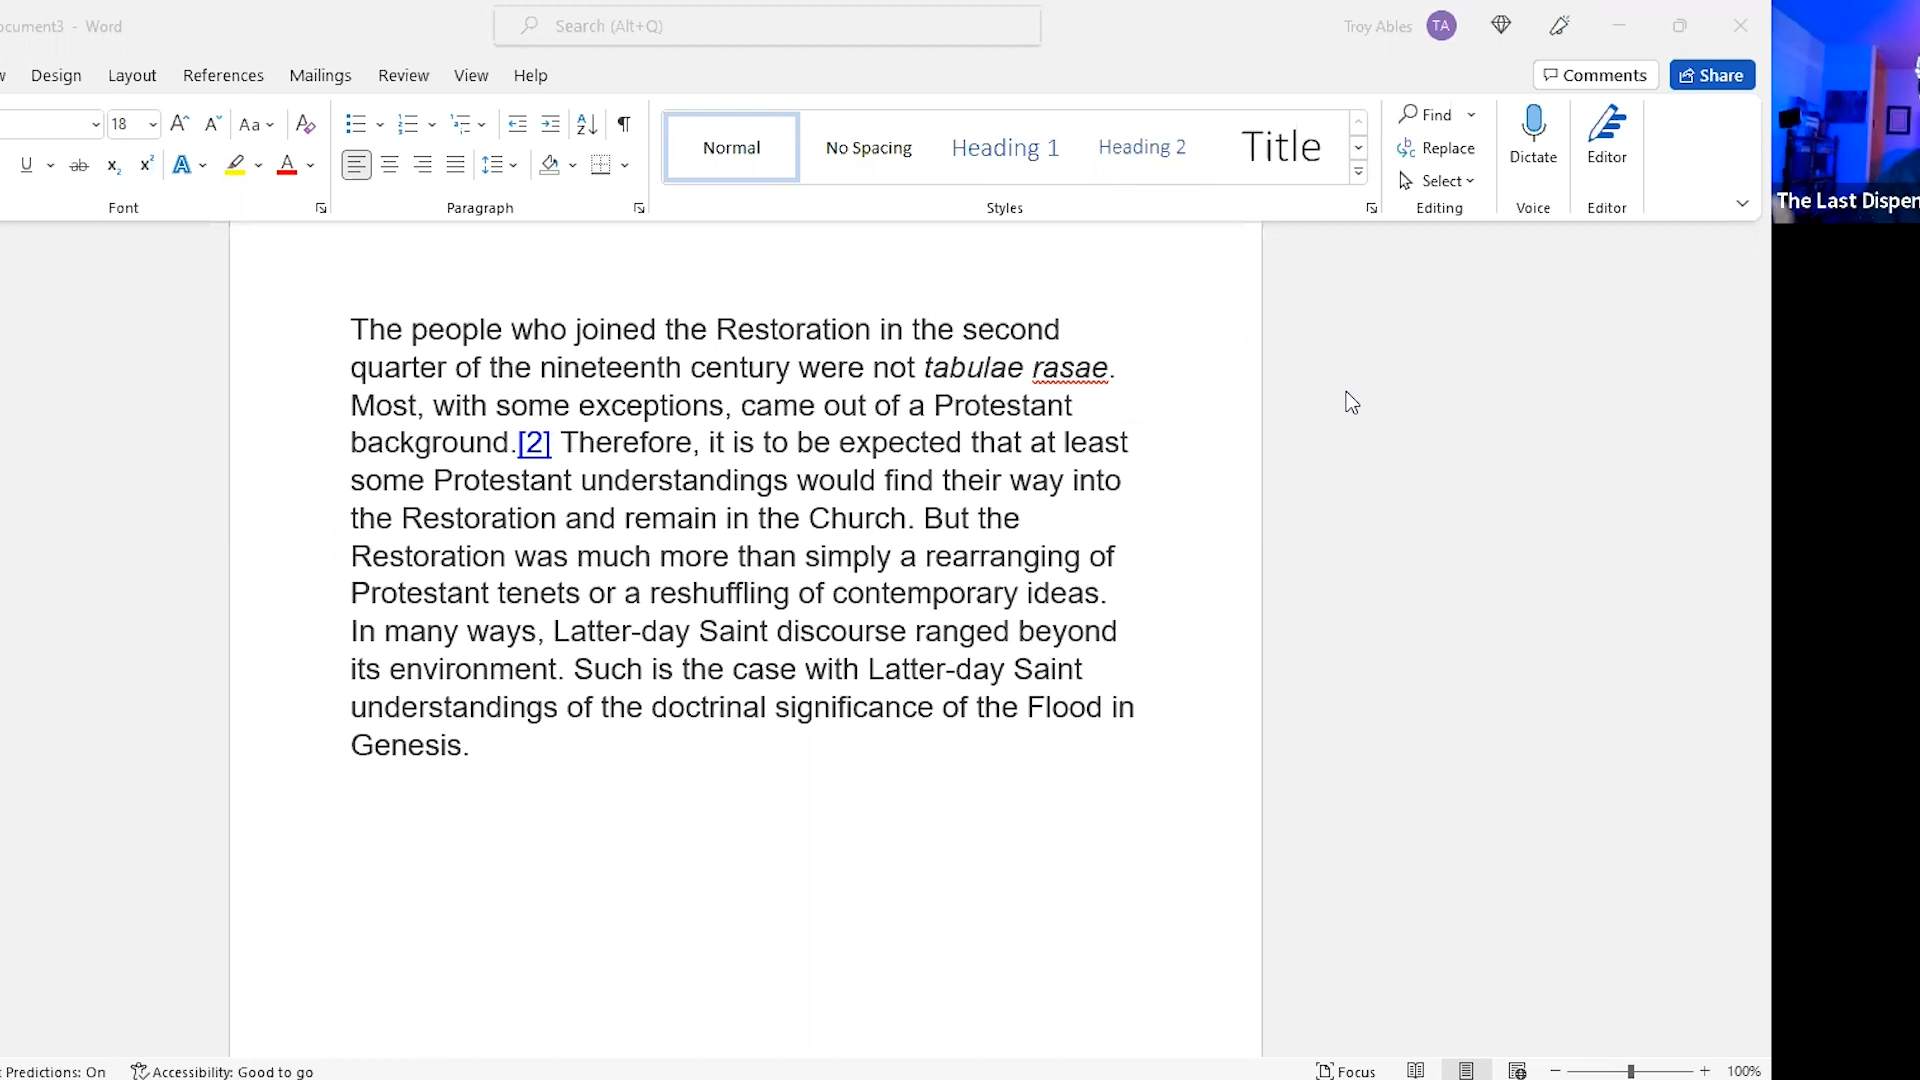 ocument3 - Word
Search (Alt+Q)
Troy Ables TA
w Design Layout References Mailings Review View Help
Comments Share
18 Aa
Normal No Spacing Heading 1 Heading 2 Title
Find
Replace
Select
Dictate
Editor
Font Paragraph Styles Editing Voice Editor
The Last Dispen
The people who joined the Restoration in the second
quarter of the nineteenth century were not tabulae rasae.
Most, with some exceptions, came out of a Protestant
background.[2] Therefore, it is to be expected that at least
some Protestant understandings would find their way into
the Restoration and remain in the Church. But the
Restoration was much more than simply a rearranging of
Protestant tenets or a reshuffling of contemporary ideas.
In many ways, Latter-day Saint discourse ranged beyond
its environment. Such is the case with Latter-day Saint
understandings of the doctrinal significance of the Flood in
Genesis.
Predictions: On Accessibility: Good to go Focus 100%